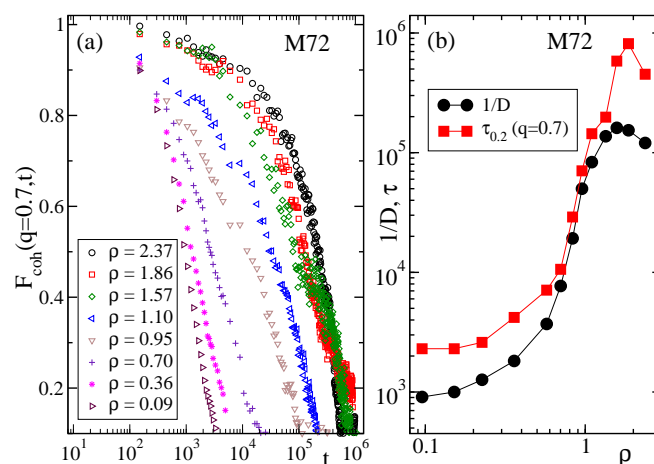 (a)
M72
F_coh(q=0.7,t)
1
0.8
0.6
0.4
0.2
ρ = 2.37
ρ = 1.86
ρ = 1.57
ρ = 1.10
ρ = 0.95
ρ = 0.70
ρ = 0.36
ρ = 0.09
10^1 10^2 10^3 10^4 10^5 10^6
t
(b)
M72
1/D
τ_0.2 (q=0.7)
1/D, τ
10^6
10^5
10^4
10^3
0.1 1
ρ